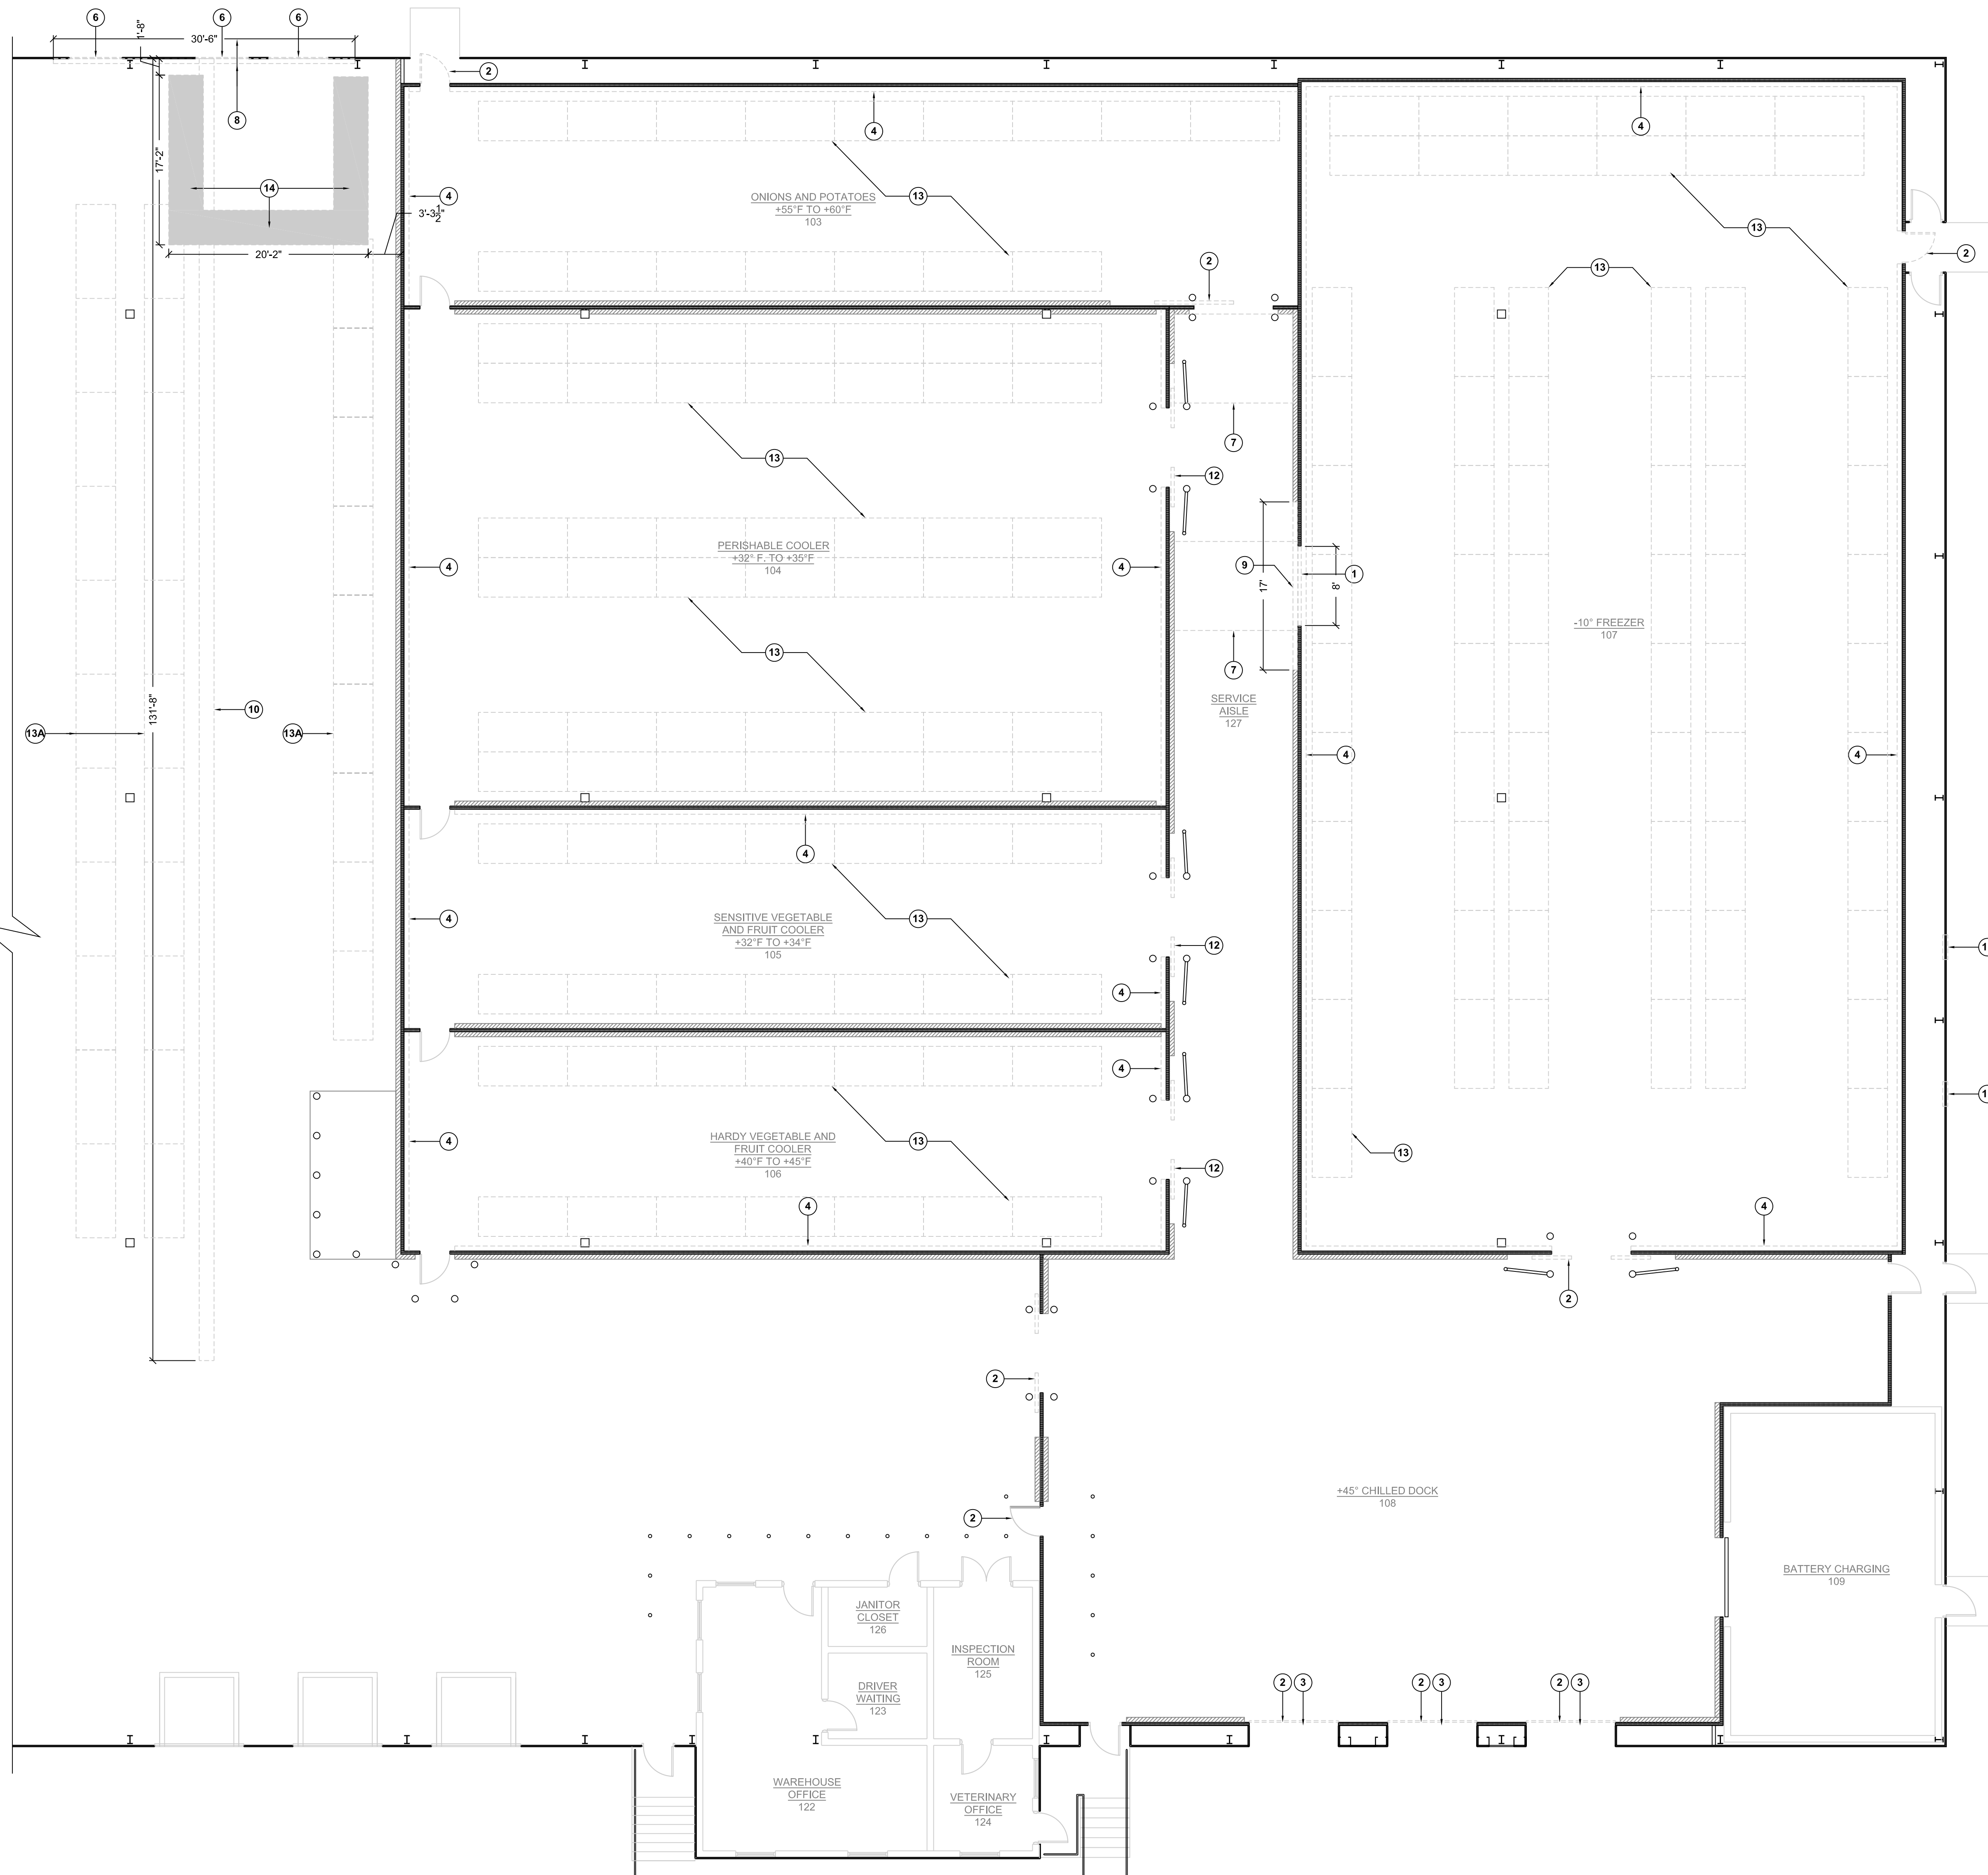 6
6
6
1'-8"
30'-6"
2
8
4
4
17'-2"
14
4
13
ONIONS AND POTATOES
+55°F TO +60°F
103
3'-3 1/2"
20'-2"
13
2
2
13
7
13
12
PERISHABLE COOLER
+32° F. TO +35°F
104
4
4
9
17'
1
8'
-10° FREEZER
107
13
7
SERVICE
AISLE
127
131'-8"
10
13A
13A
4
4
4
SENSITIVE VEGETABLE
AND FRUIT COOLER
+32°F TO +34°F
105
4
13
12
4
1
4
1
HARDY VEGETABLE AND
FRUIT COOLER
+40°F TO +45°F
106
4
13
13
12
4
4
2
2
+45° CHILLED DOCK
108
2
BATTERY CHARGING
109
JANITOR
CLOSET
126
INSPECTION
ROOM
125
DRIVER
WAITING
123
2
3
2
3
2
3
WAREHOUSE
OFFICE
122
VETERINARY
OFFICE
124